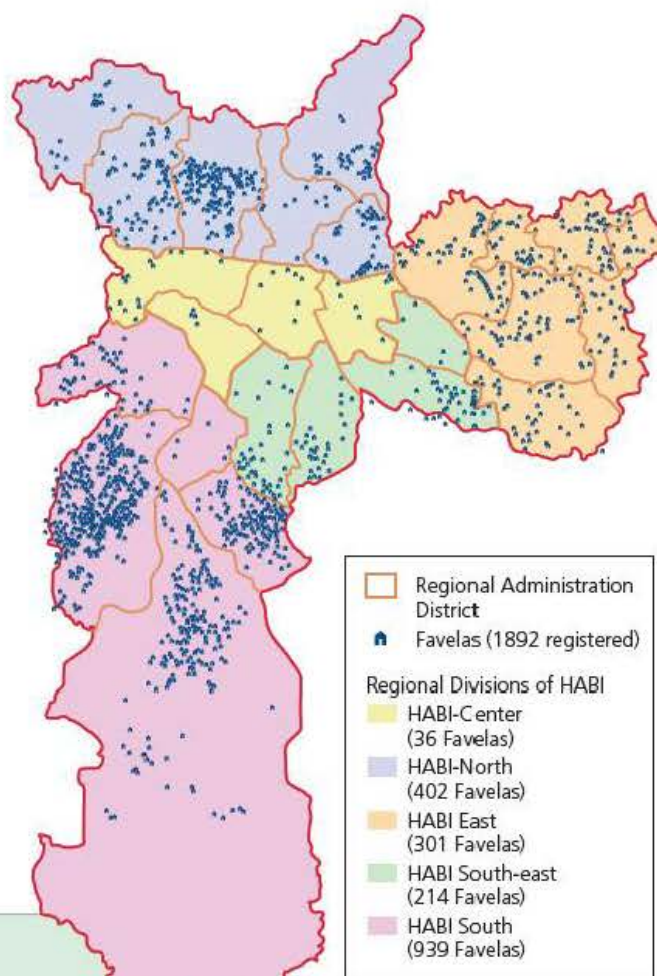 Regional Administration
District
Favelas (1892 registered)
Regional Divisions of HABI
HABI-Center
(36 Favelas)
HABI-North
(402 Favelas)
HABI East
(301 Favelas)
HABI South-east
(214 Favelas)
HABI South
(939 Favelas)